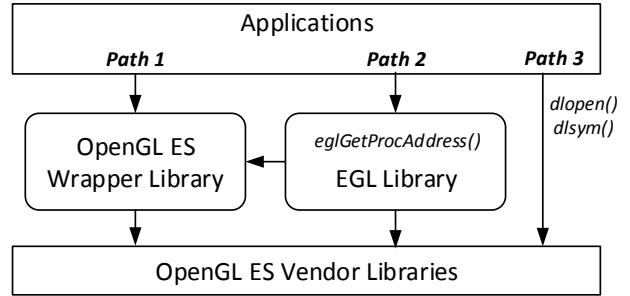 Applications
Path 1
Path 2
Path 3
dlopen()
dlsym()
OpenGL ES
Wrapper Library
eglGetProcAddress()
EGL Library
OpenGL ES Vendor Libraries